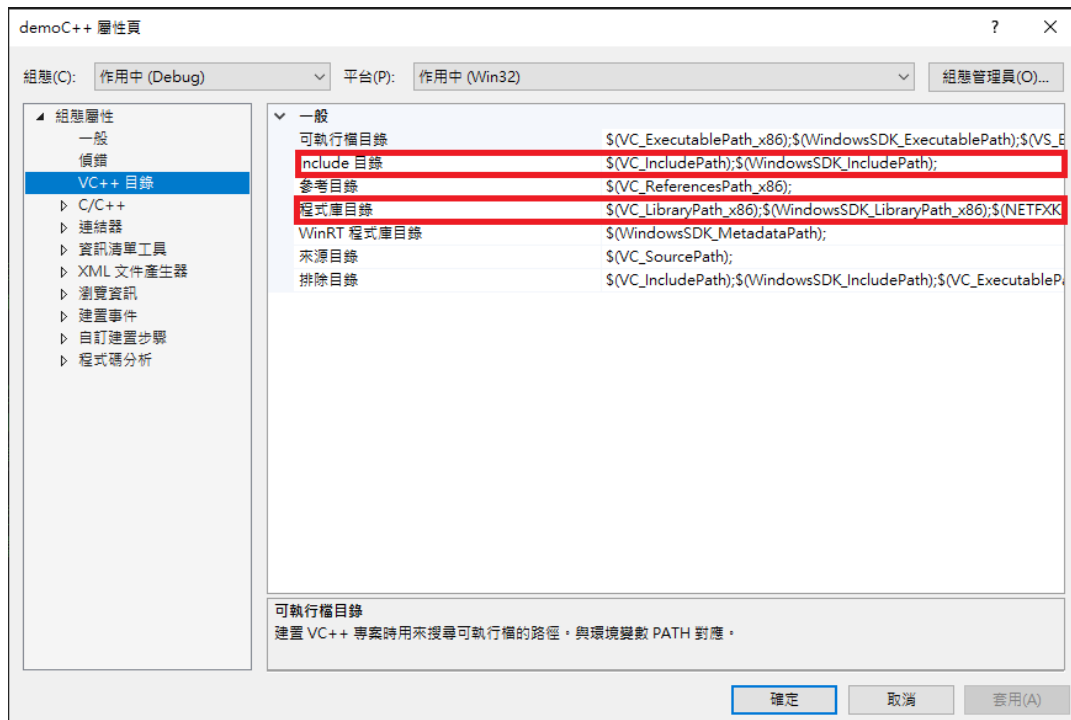 demoC++ 屬性頁
? ×
組態(C): 作用中 (Debug) 平台(P): 作用中 (Win32) 組態管理員(O)...
組態屬性
一般
偵錯
VC++ 目錄
C/C++
連結器
資訊清單工具
XML 文件產生器
瀏覽資訊
建置事件
自訂建置步驟
程式碼分析
一般
可執行檔目錄 $(VC_ExecutablePath_x86);$(WindowsSDK_ExecutablePath);$(VS_E
nclude 目錄 $(VC_IncludePath);$(WindowsSDK_IncludePath);
參考目錄 $(VC_ReferencesPath_x86);
程式庫目錄 $(VC_LibraryPath_x86);$(WindowsSDK_LibraryPath_x86);$(NETFXK
WinRT 程式庫目錄 $(WindowsSDK_MetadataPath);
來源目錄 $(VC_SourcePath);
排除目錄 $(VC_IncludePath);$(WindowsSDK_IncludePath);$(VC_ExecutableP
可執行檔目錄
建置 VC++ 專案時用來搜尋可執行檔的路徑。與環境變數 PATH 對應。
確定 取消 套用(A)